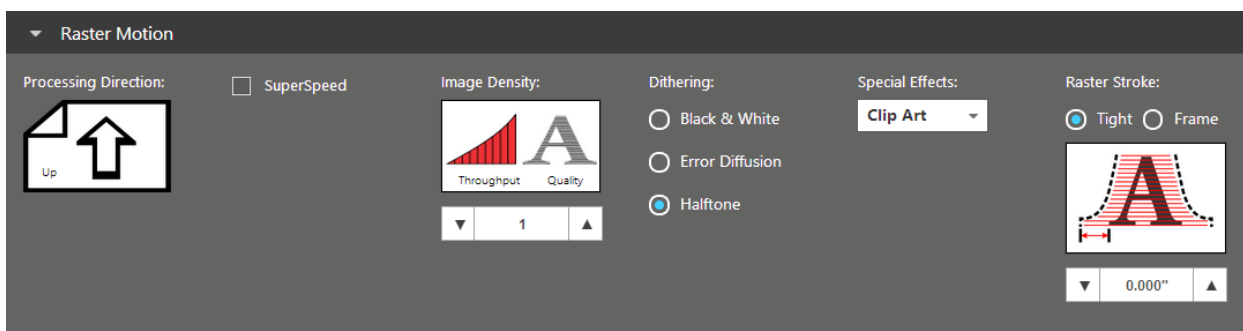 Raster Motion
Processing Direction:
Up
SuperSpeed
Image Density:
A
Throughput Quality
1
Dithering:
Black & White
Error Diffusion
Halftone
Special Effects:
Clip Art
Raster Stroke:
Tight Frame
A
0.000"